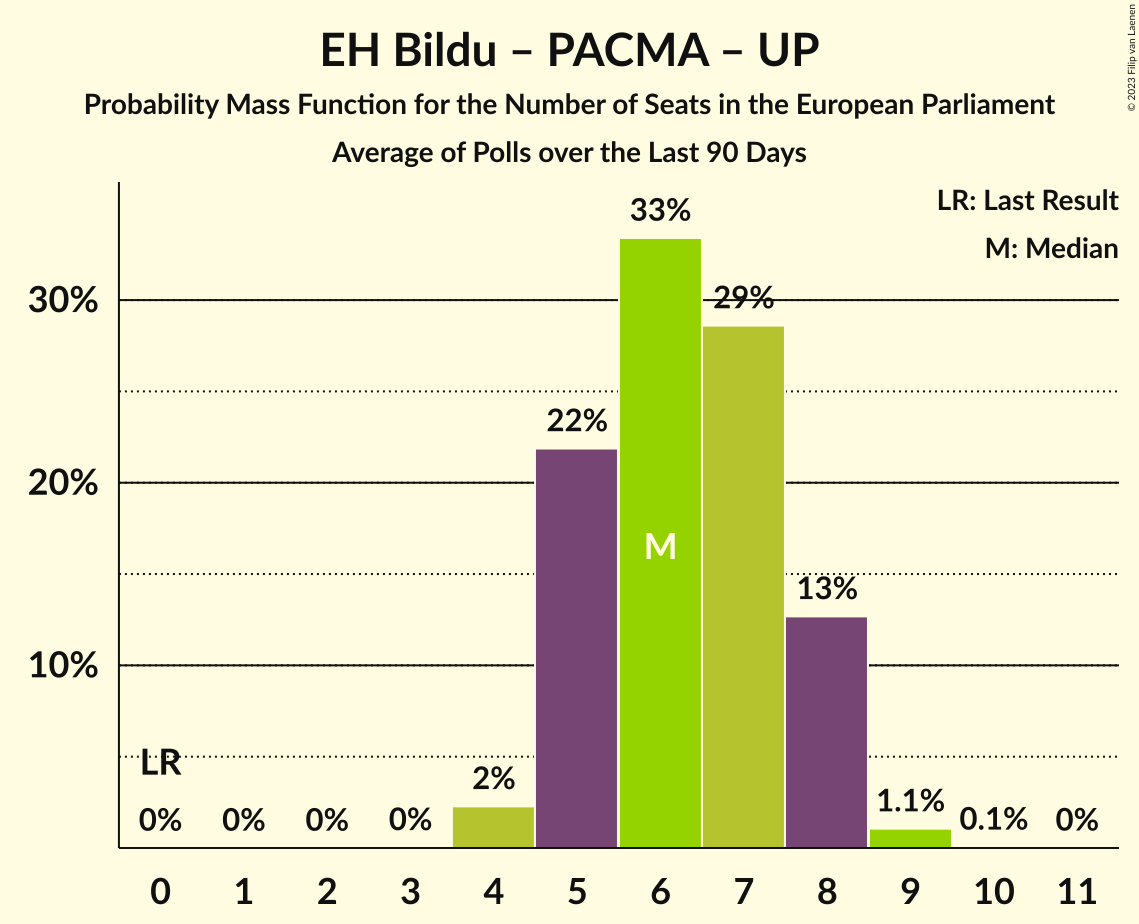 EH Bildu – PACMA – UP
Probability Mass Function for the Number of Seats in the European Parliament
Average of Polls over the Last 90 Days
© 2023 Filip van Laenen
LR: Last Result
M: Median
33%
30%
29%
22%
20%
M
13%
10%
LR
2%
1.1%
0% 0% 0% 0% 0.1% 0%
0 1 2 3 4 5 6 7 8 9 10 11